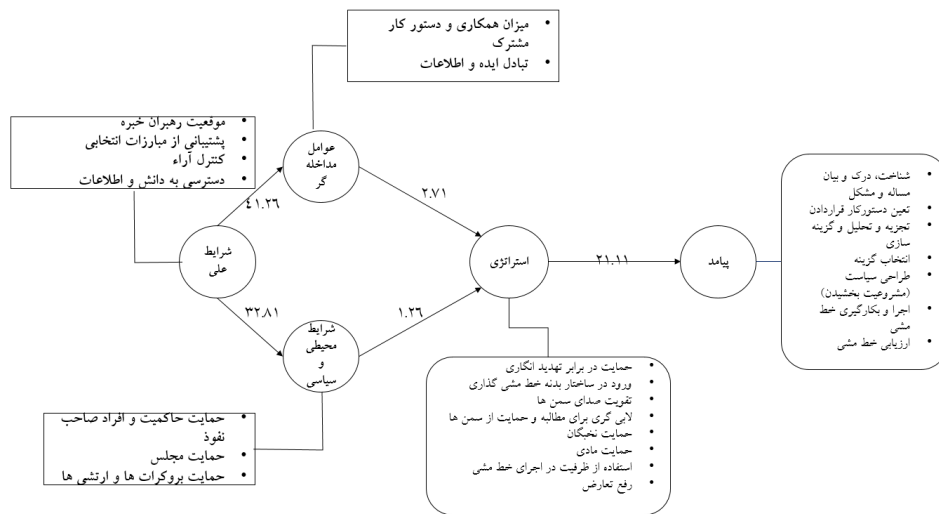 میزان همکاری و دستور کار
مشترک
تبادل ایده و اطلاعات
موقعیت رهبران خبره
پشتیبانی از مبارزات انتخابی
کنترل آراء
دسترسی به دانش و اطلاعات
عوامل
مداخله
گر
۴۱.۲۶
۲.۷۱
شرایط
علی
استراتژی
۲۱.۱۱
پیامد
شناخت، درک و بیان
مساله و مشکل
تعین دستورکار قراردادن
تجزیه و تحلیل و گزینه
سازی
انتخاب گزینه
طراحی سیاست
(مشروعیت بخشیدن)
اجرا و بکارگیری خط
مشی
ارزیابی خط مشی
۳۲.۸۱
۱.۲۶
شرایط
محیطی
و
سیاسی
حمایت در برابر تهدید انگاری
ورود در ساختار بدنه خط مشی گذاری
تقویت صدای سمن ها
لابی گری برای مطالبه و حمایت از سمن ها
حمایت نخبگان
حمایت مادی
استفاده از ظرفیت در اجرای خط مشی
رفع تعارض
حمایت حاکمیت و افراد صاحب
نفوذ
حمایت مجلس
حمایت بروکرات ها و ارتشی ها